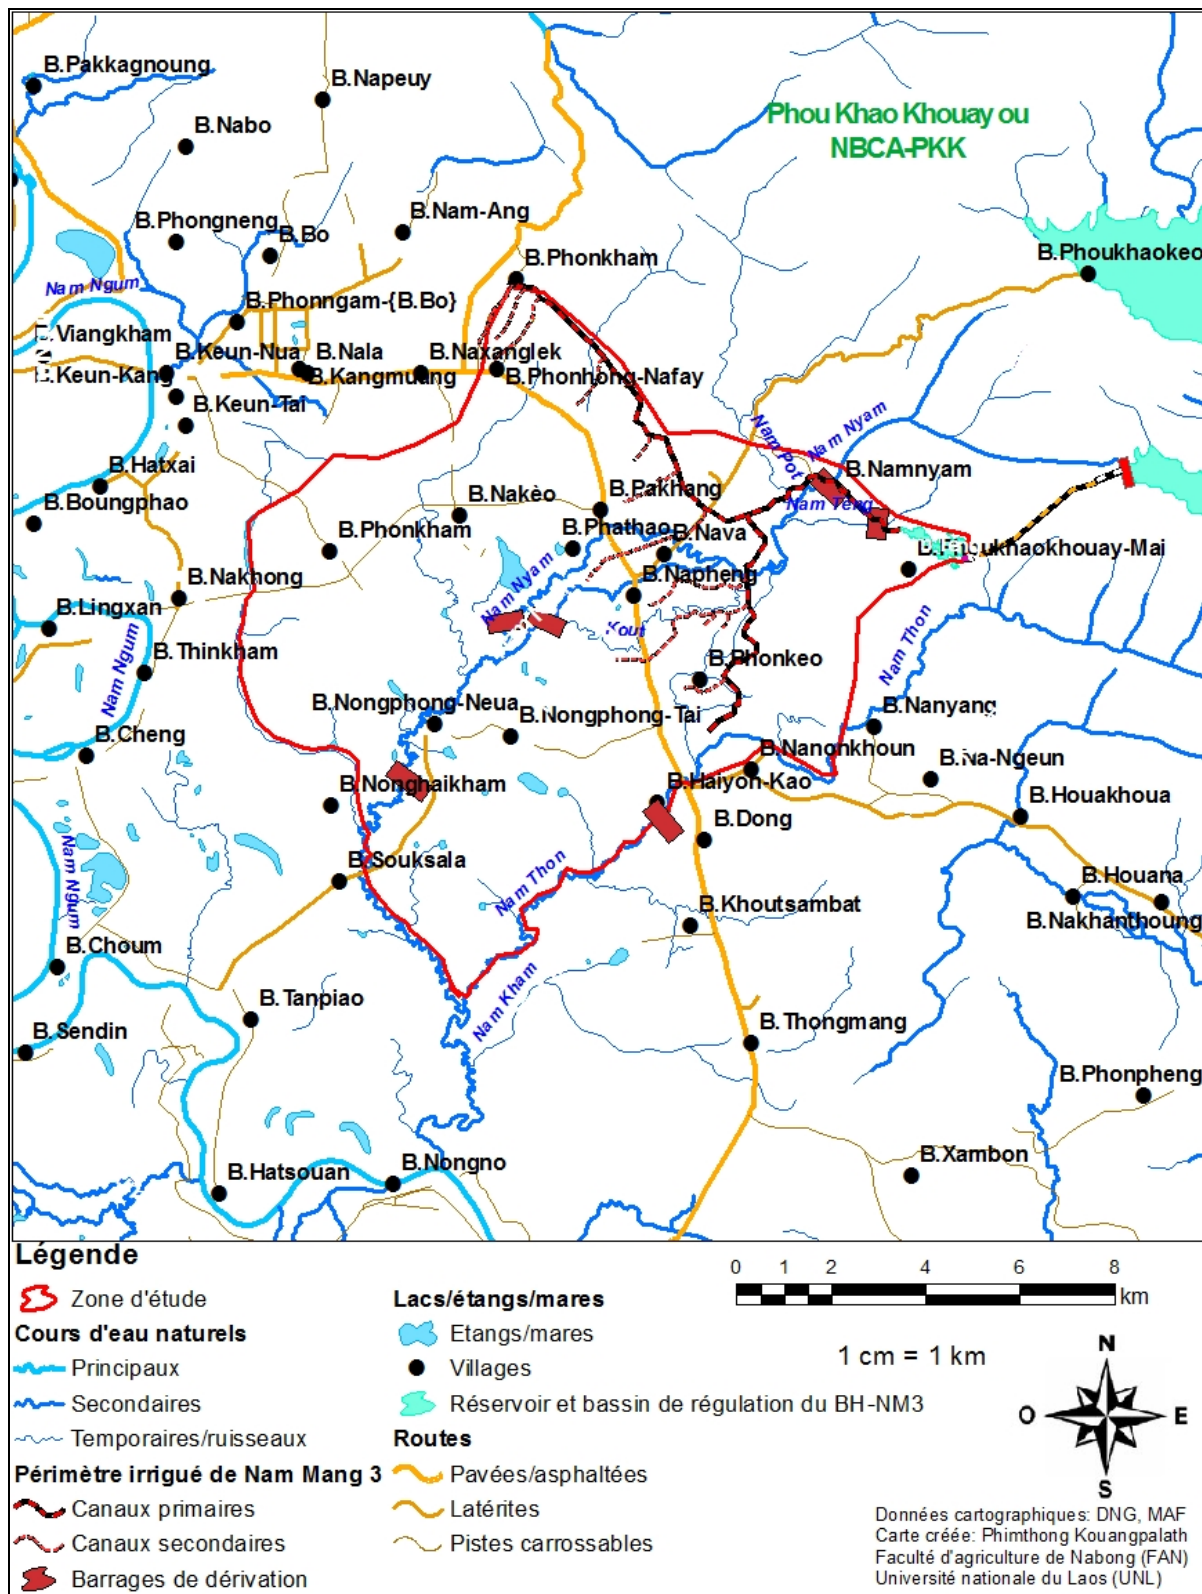 B.Pakkagnoung
B.Napeuy
Phou Khao Khouay ou
NBCA-PKK
B.Nabo
B.Phongneng
B.Bo
B.Nam-Ang
B.Phoukhaokeo
B.Phonkham
Nam Ngum
B.Phonngam-{B.Bo}
B.Viangkham
B.Keun-Nua
B.Nala
B.Naxanglek
B.Keun-Kang
B.Kangmuang
B.Phonhong-Nafay
B.Keun-Tai
Nam Pot
Nam Nyam
B.Hatxai
B.Namnyam
B.Boungphao
B.Nakèo
B.Pakhang
Nam Teng
B.Phonkham
B.Phathao
B.Nava
B.Phoukhaokhouay-Mai
B.Nakhong
Nam Nyam
B.Napheng
B.Lingxan
Kout
Nam Thon
B.Thinkham
Nam Ngum
B.Phonkeo
B.Nongphong-Neua
B.Nongphong-Tai
B.Nanyang
B.Cheng
B.Nanonkhoun
B.Na-Ngeun
B.Nonghaikham
B.Haiyon-Kao
B.Houakhoua
B.Dong
Nam Ngum
B.Souksala
Nam Thon
B.Houana
B.Khoutsambat
B.Nakhanthoung
B.Choum
Nam Kham
B.Tanpiao
B.Sendin
B.Thongmang
B.Phonpheng
B.Xambon
B.Hatsouan
B.Nongno
Légende
Zone d'étude
Cours d'eau naturels
Principaux
Secondaires
Temporaires/ruisseaux
Périmètre irrigué de Nam Mang 3
Canaux primaires
Canaux secondaires
Barrages de dérivation
Lacs/étangs/mares
Etangs/mares
Villages
Réservoir et bassin de régulation du BH-NM3
Routes
Pavées/asphaltées
Latérites
Pistes carrossables
0 1 2 4 6 8
km
1 cm = 1 km
N
O E
S
Données cartographiques: DNG, MAF
Carte créée: Phimthong Kouangpalath
Faculté d'agriculture de Nabong (FAN)
Université nationale du Laos (UNL)